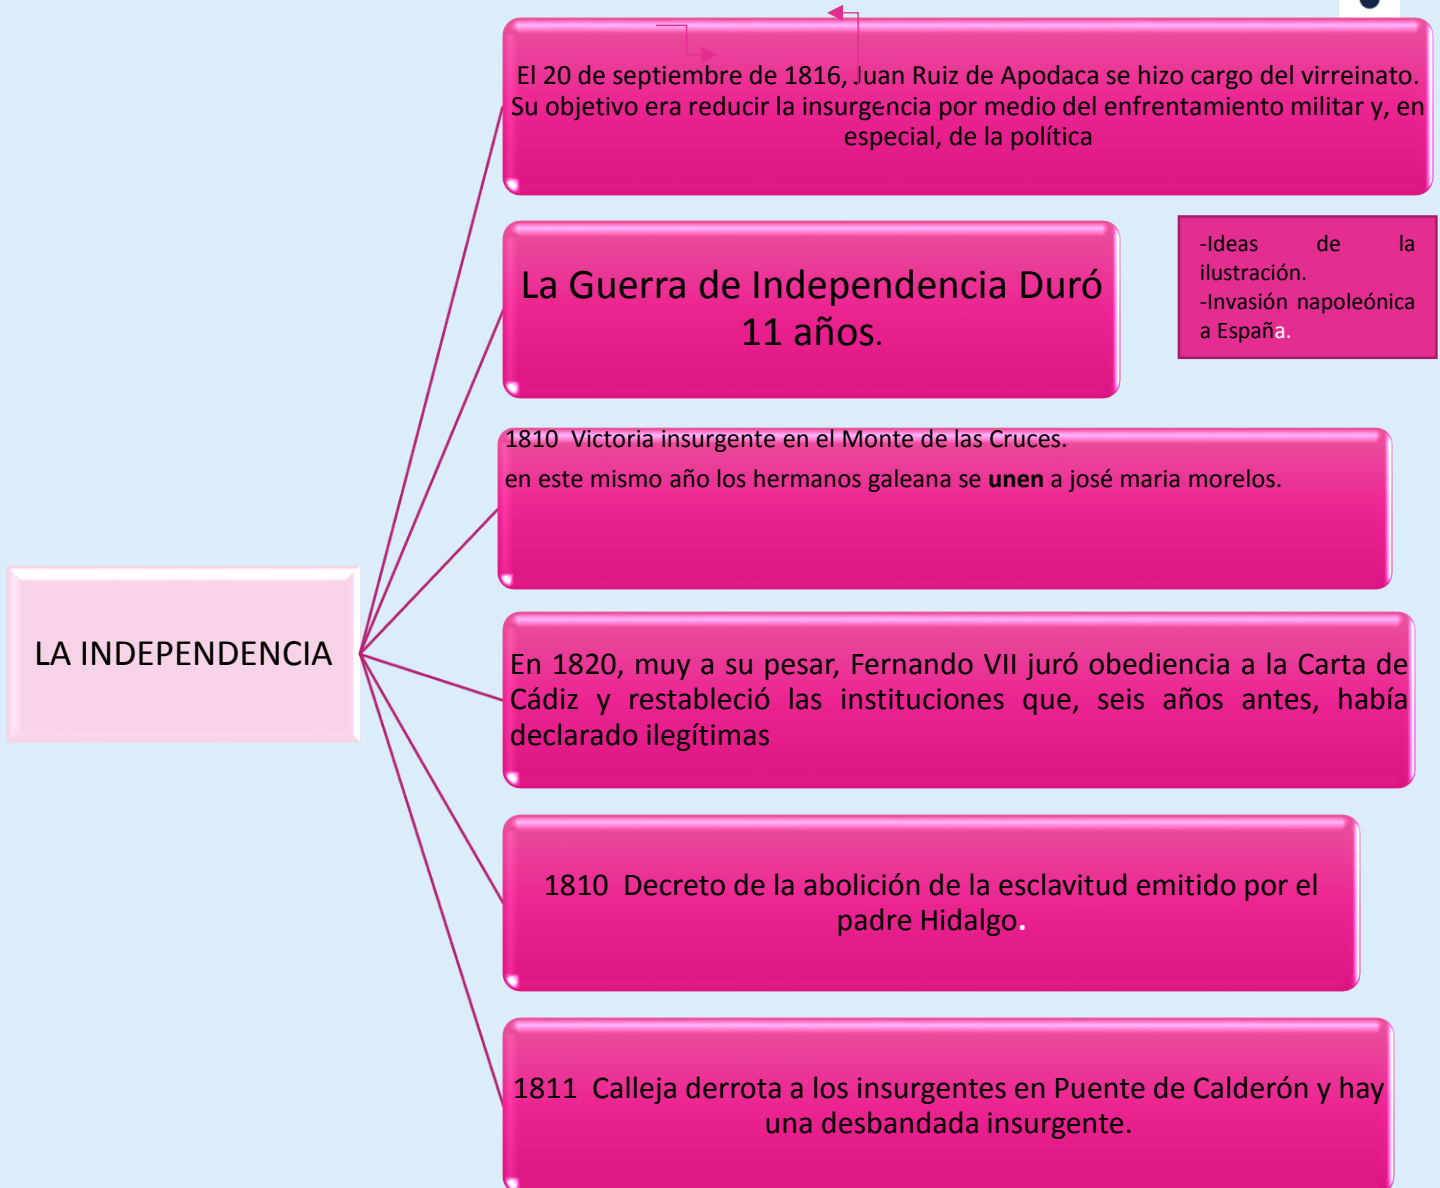 El 20 de septiembre de 1816, Juan Ruiz de Apodaca se hizo cargo del virreinato.
Su objetivo era reducir la insurgencia por medio del enfrentamiento militar y, en
especial, de la política
La Guerra de Independencia Duró
11 años.
-Ideas de la
ilustración.
-Invasión napoleónica
a España.
1810 Victoria insurgente en el Monte de las Cruces.
en este mismo año los hermanos galeana se unen a josé maria morelos.
LA INDEPENDENCIA
En 1820, muy a su pesar, Fernando VII juró obediencia a la Carta de
Cádiz y restableció las instituciones que, seis años antes, había
declarado ilegítimas
1810 Decreto de la abolición de la esclavitud emitido por el
padre Hidalgo.
1811 Calleja derrota a los insurgentes en Puente de Calderón y hay
una desbandada insurgente.